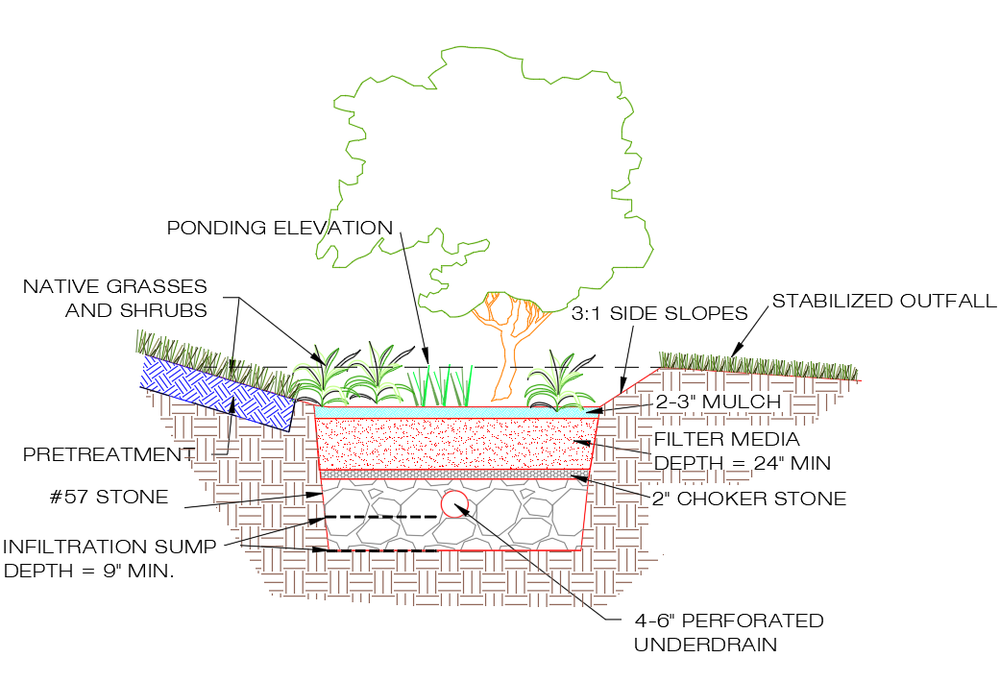 PONDING ELEVATION
NATIVE GRASSES
AND SHRUBS
3:1 SIDE SLOPES
STABILIZED OUTFALL
2-3" MULCH
PRETREATMENT
FILTER MEDIA
DEPTH = 24" MIN
#57 STONE
2" CHOKER STONE
INFILTRATION SUMP
DEPTH = 9" MIN.
4-6" PERFORATED
UNDERDRAIN